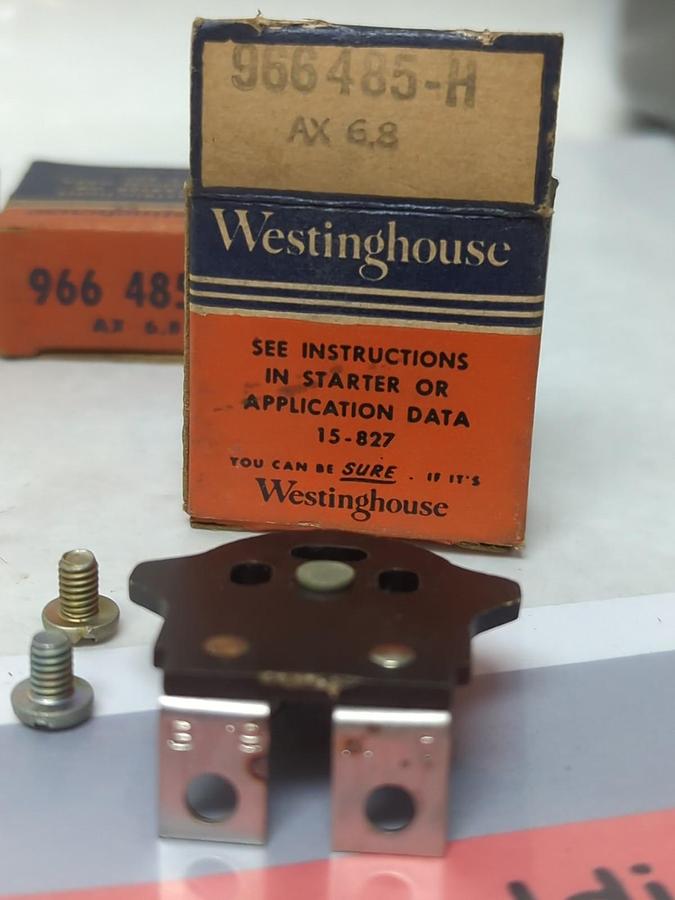 966485-H
AX 6.8
Westinghouse
SEE INSTRUCTIONS
IN STARTER OR
APPLICATION DATA
15-827
YOU CAN BE SURE . IF IT'S
Westinghouse
966 485
AX 6.8